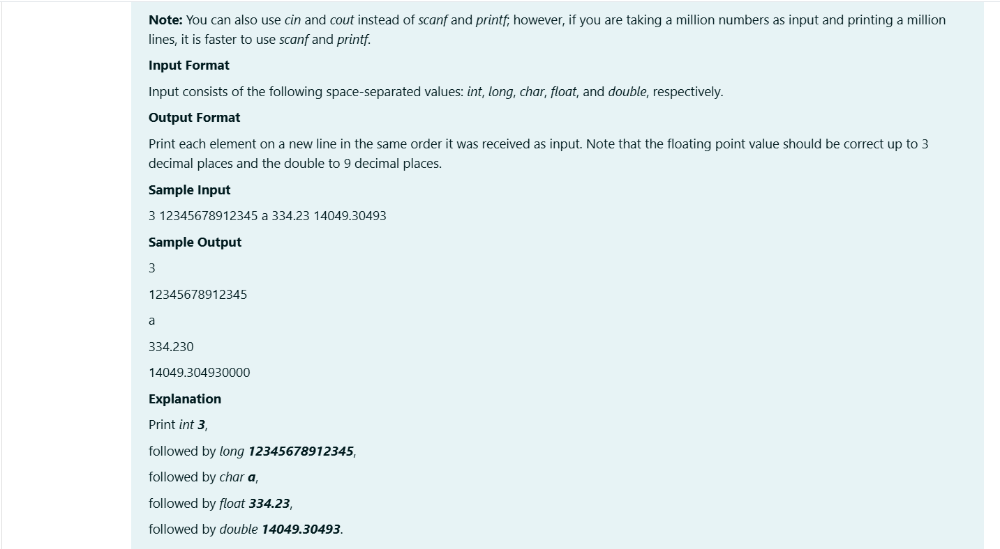 Note: You can also use cin and cout instead of scanf and printf; however, if you are taking a million numbers as input and printing a million
lines, it is faster to use scanf and printf.
Input Format
Input consists of the following space-separated values: int, long, char, float, and double, respectively.
Output Format
Print each element on a new line in the same order it was received as input. Note that the floating point value should be correct up to 3
decimal places and the double to 9 decimal places.
Sample Input
3 12345678912345 a 334.23 14049.30493
Sample Output
3
12345678912345
a
334.230
14049.304930000
Explanation
Print int 3,
followed by long 12345678912345,
followed by char a,
followed by float 334.23,
followed by double 14049.30493.